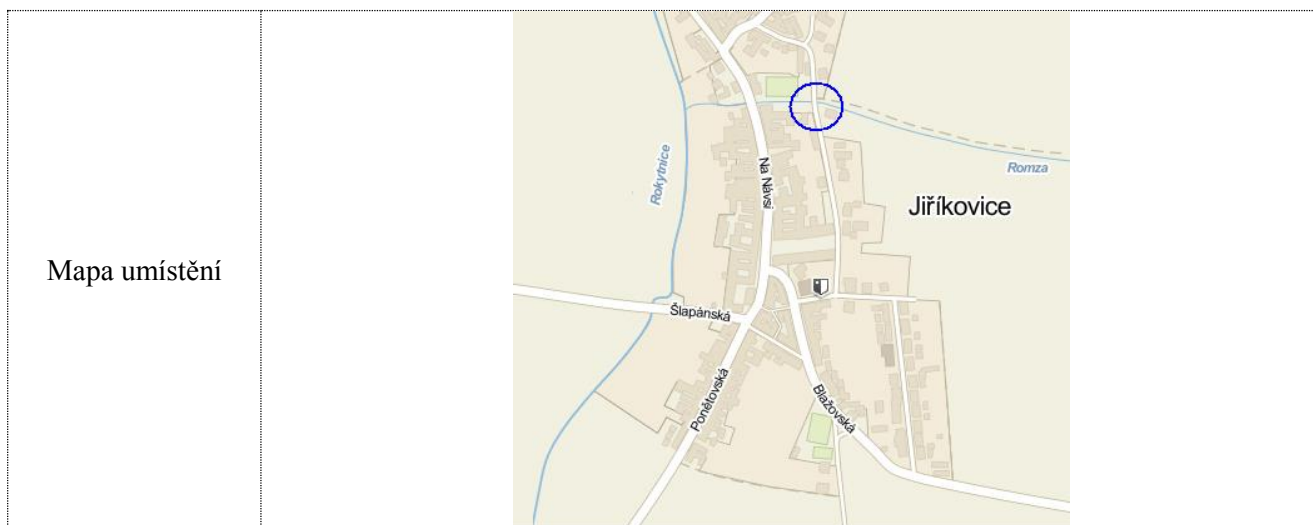 Mapa umístění
Rokytnice
Na Návsi
Romza
Jiříkovice
Šlapánská
Ponětovská
Blažovská